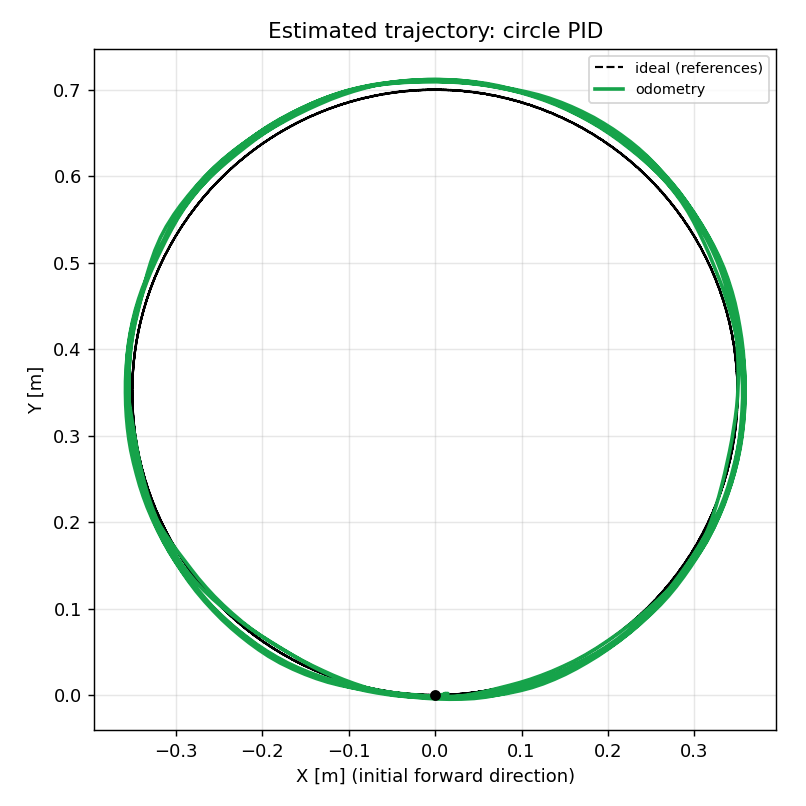 Estimated trajectory: circle PID
ideal (references)
odometry
0.7
0.6
0.5
0.4
0.3
0.2
0.1
0.0
Y [m]
−0.3 −0.2 −0.1 0.0 0.1 0.2 0.3
X [m] (initial forward direction)